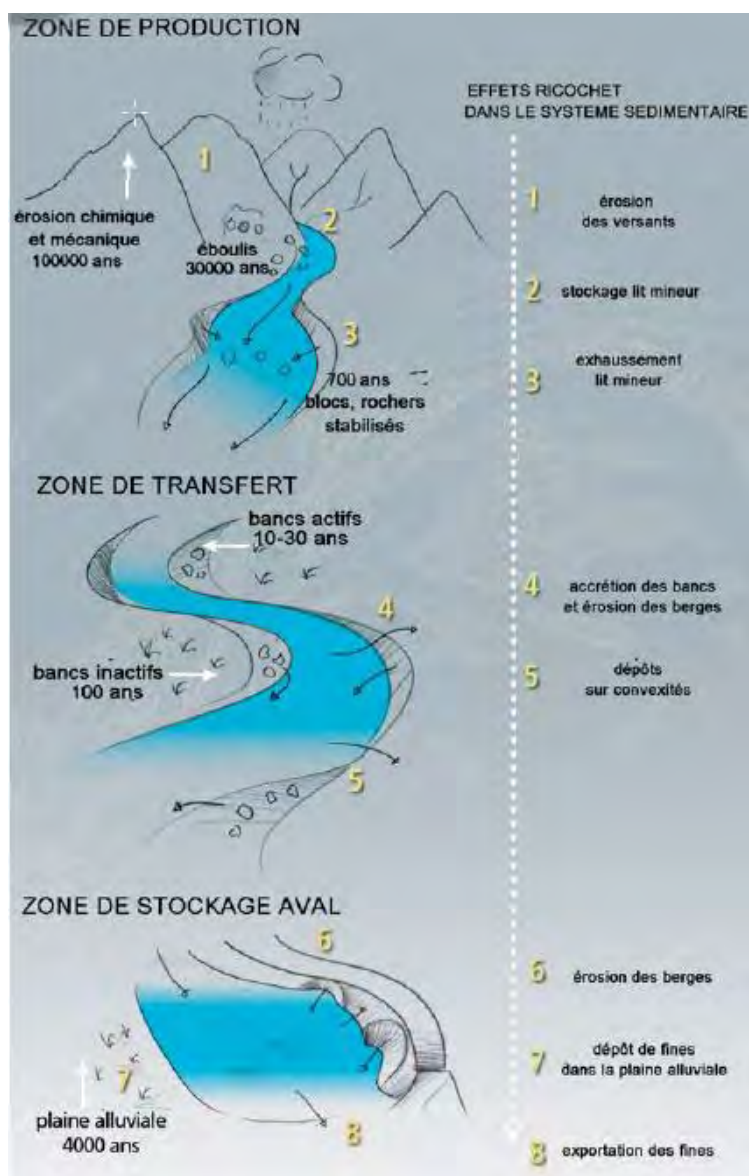 ZONE DE PRODUCTION
EFFETS RICOCHET
DANS LE SYSTEME SEDIMENTAIRE
1
érosion chimique
et mécanique
100000 ans
2
éboulis
30000 ans
3
700 ans
blocs, rochers
stabilisés
1 érosion
des versants
2 stockage lit mineur
3 exhaussement
lit mineur
ZONE DE TRANSFERT
bancs actifs
10-30 ans
4
bancs inactifs
100 ans
5
4 accrétion des bancs
et érosion des berges
5 dépôts
sur convexités
ZONE DE STOCKAGE AVAL
6
7
plaine alluviale
4000 ans
8
6 érosion des berges
7 dépôt de fines
dans la plaine alluviale
8 exportation des fines